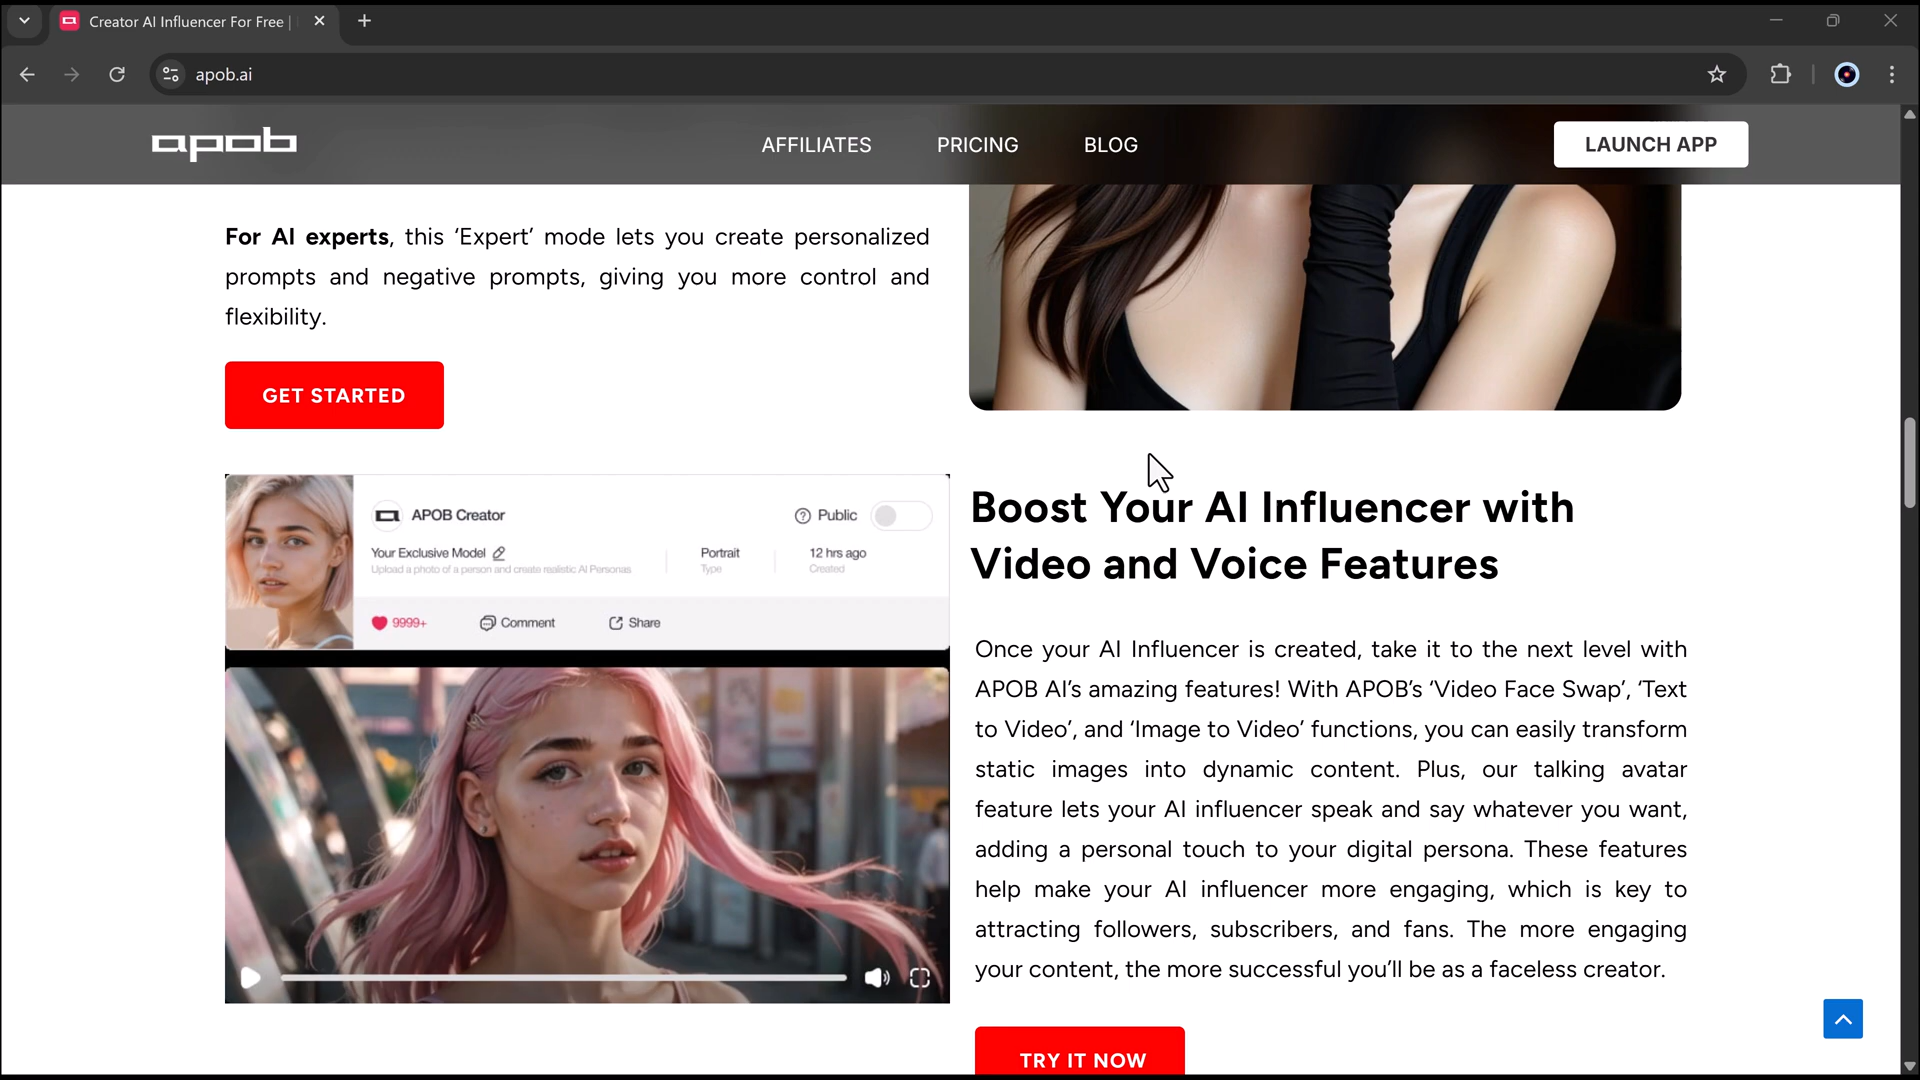 Creator AI Influencer For Free |
apob.ai
apob
AFFILIATES
PRICING
BLOG
LAUNCH APP
For AI experts, this ‘Expert’ mode lets you create personalized
prompts and negative prompts, giving you more control and
flexibility.
GET STARTED
APOB Creator
Public
Your Exclusive Model
Upload a photo of a person and create realistic AI Personas
Portrait
Type
12 hrs ago
Created
9999+
Comment
Share
Boost Your AI Influencer with
Video and Voice Features
Once your AI Influencer is created, take it to the next level with
APOB AI’s amazing features! With APOB’s ‘Video Face Swap’, ‘Text
to Video’, and ‘Image to Video’ functions, you can easily transform
static images into dynamic content. Plus, our talking avatar
feature lets your AI influencer speak and say whatever you want,
adding a personal touch to your digital persona. These features
help make your AI influencer more engaging, which is key to
attracting followers, subscribers, and fans. The more engaging
your content, the more successful you’ll be as a faceless creator.
TRY IT NOW